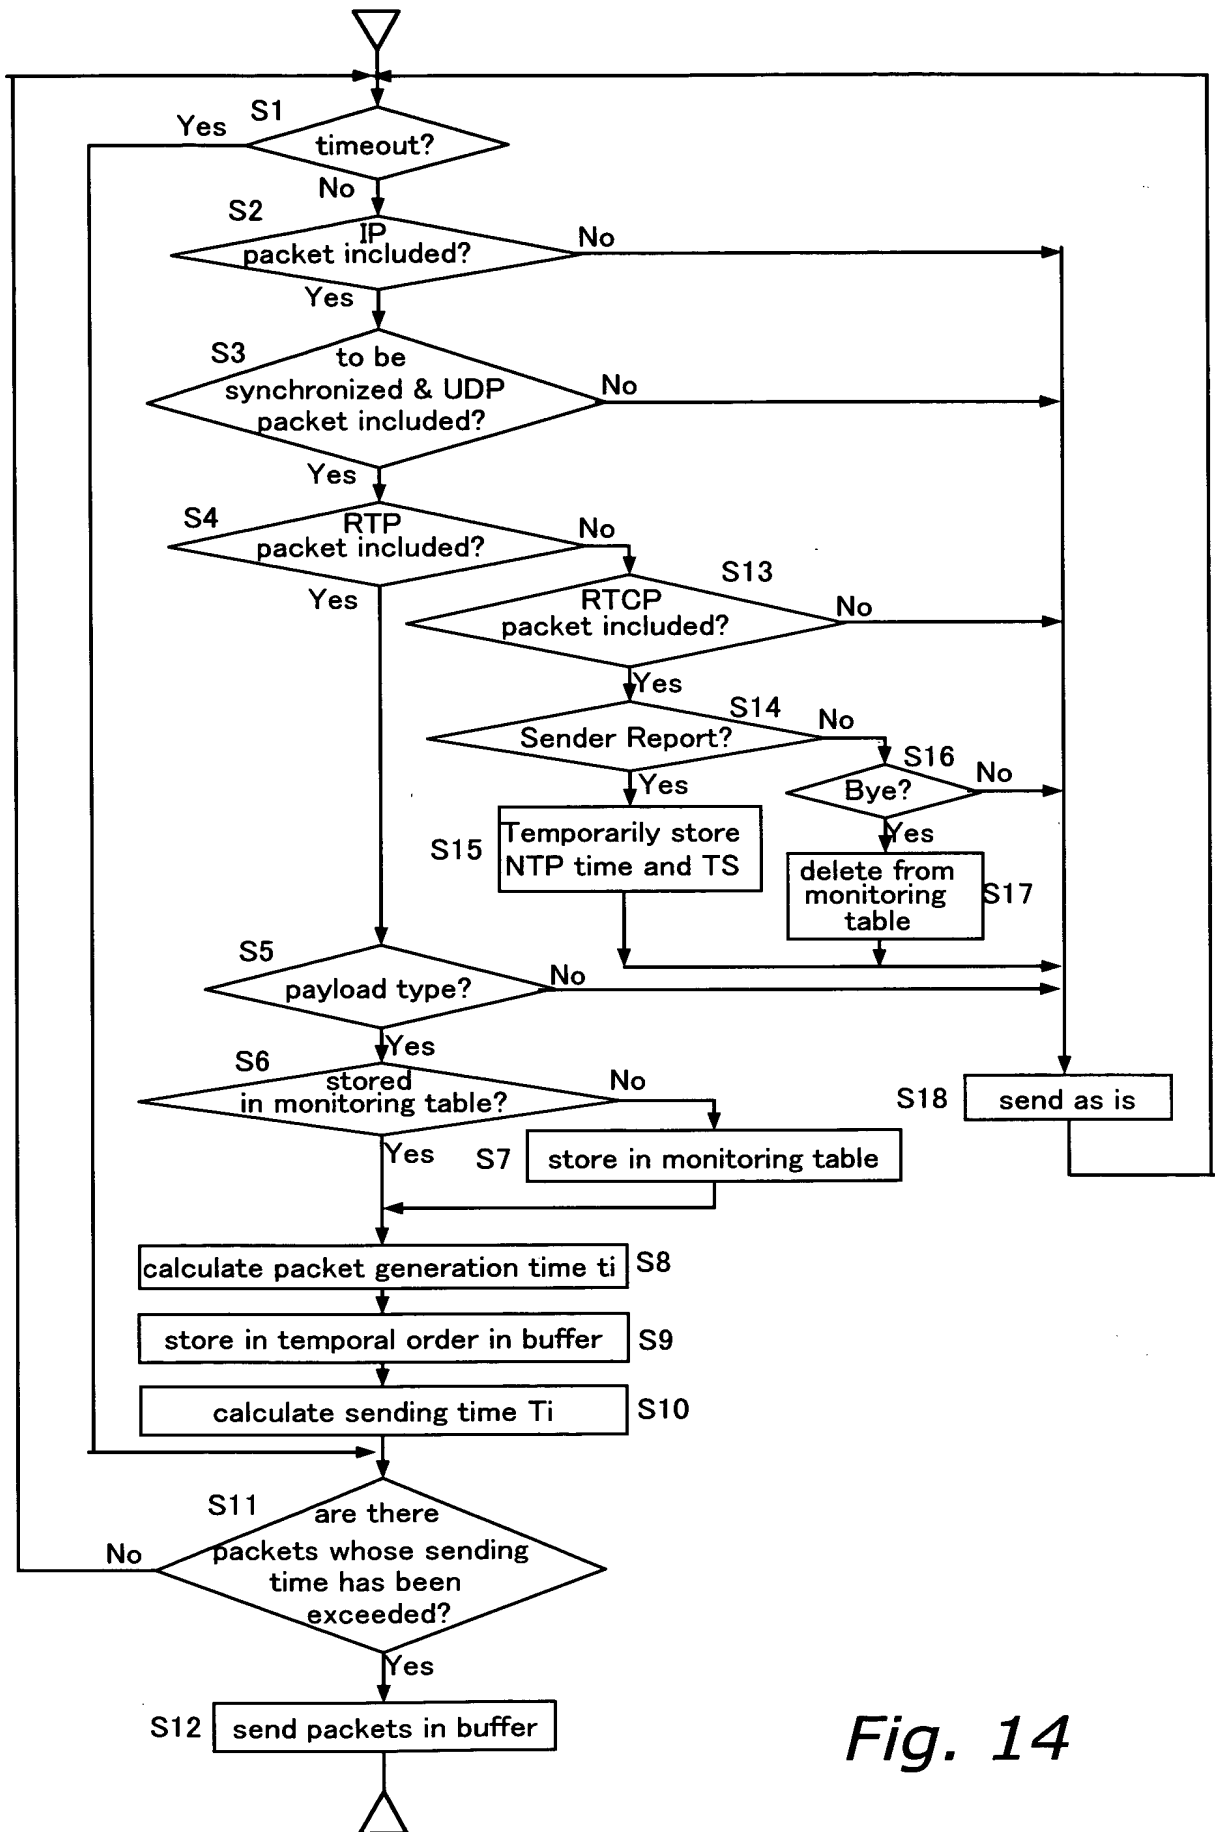 S1
Yes
timeout?
No
S2
IP
packet included?
No
Yes
S3
to be
synchronized & UDP
packet included?
No
Yes
S4
RTP
packet included?
No
Yes
S13
RTCP
packet included?
No
Yes
S14
Sender Report?
No
Yes
S16
Bye?
No
Yes
S15
Temporarily store
NTP time and TS
delete from
monitoring
table
S17
S5
payload type?
No
Yes
S6
stored
in monitoring table?
No
Yes
S7
store in monitoring table
S18
send as is
calculate packet generation time ti
S8
store in temporal order in buffer
S9
calculate sending time Ti
S10
S11
are there
packets whose sending
time has been
exceeded?
No
Yes
S12
send packets in buffer
Fig. 14